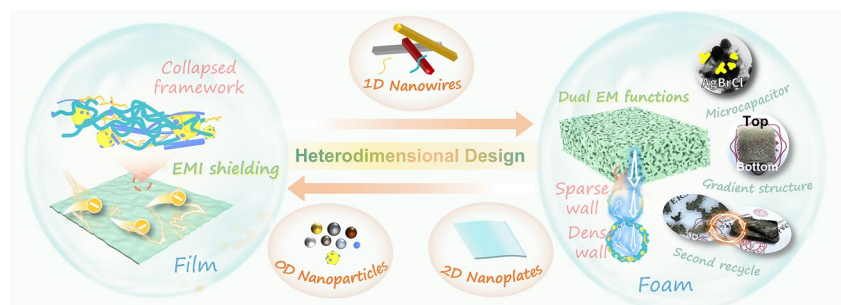 Collapsed
framework
EMI shielding
Film
1D Nanowires
Heterodimensional Design
0D Nanoparticles
2D Nanoplates
Dual EM functions
AgBrCl
Microcapacitor
Top
Bottom
Gradient structure
Sparse
wall
Dens
wall
Second recycle
Foam